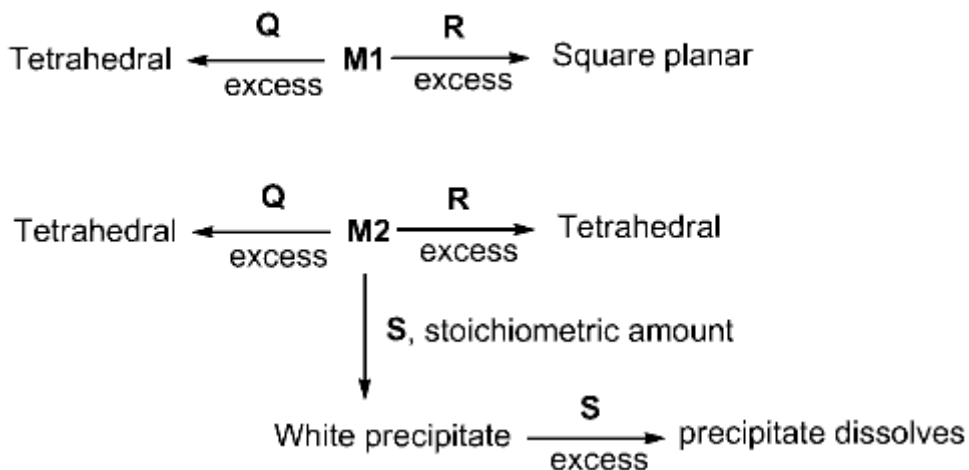 Q R
Tetrahedral M1 Square planar
excess excess
Q R
Tetrahedral M2 Tetrahedral
excess excess
S, stoichiometric amount
S
White precipitate precipitate dissolves
excess